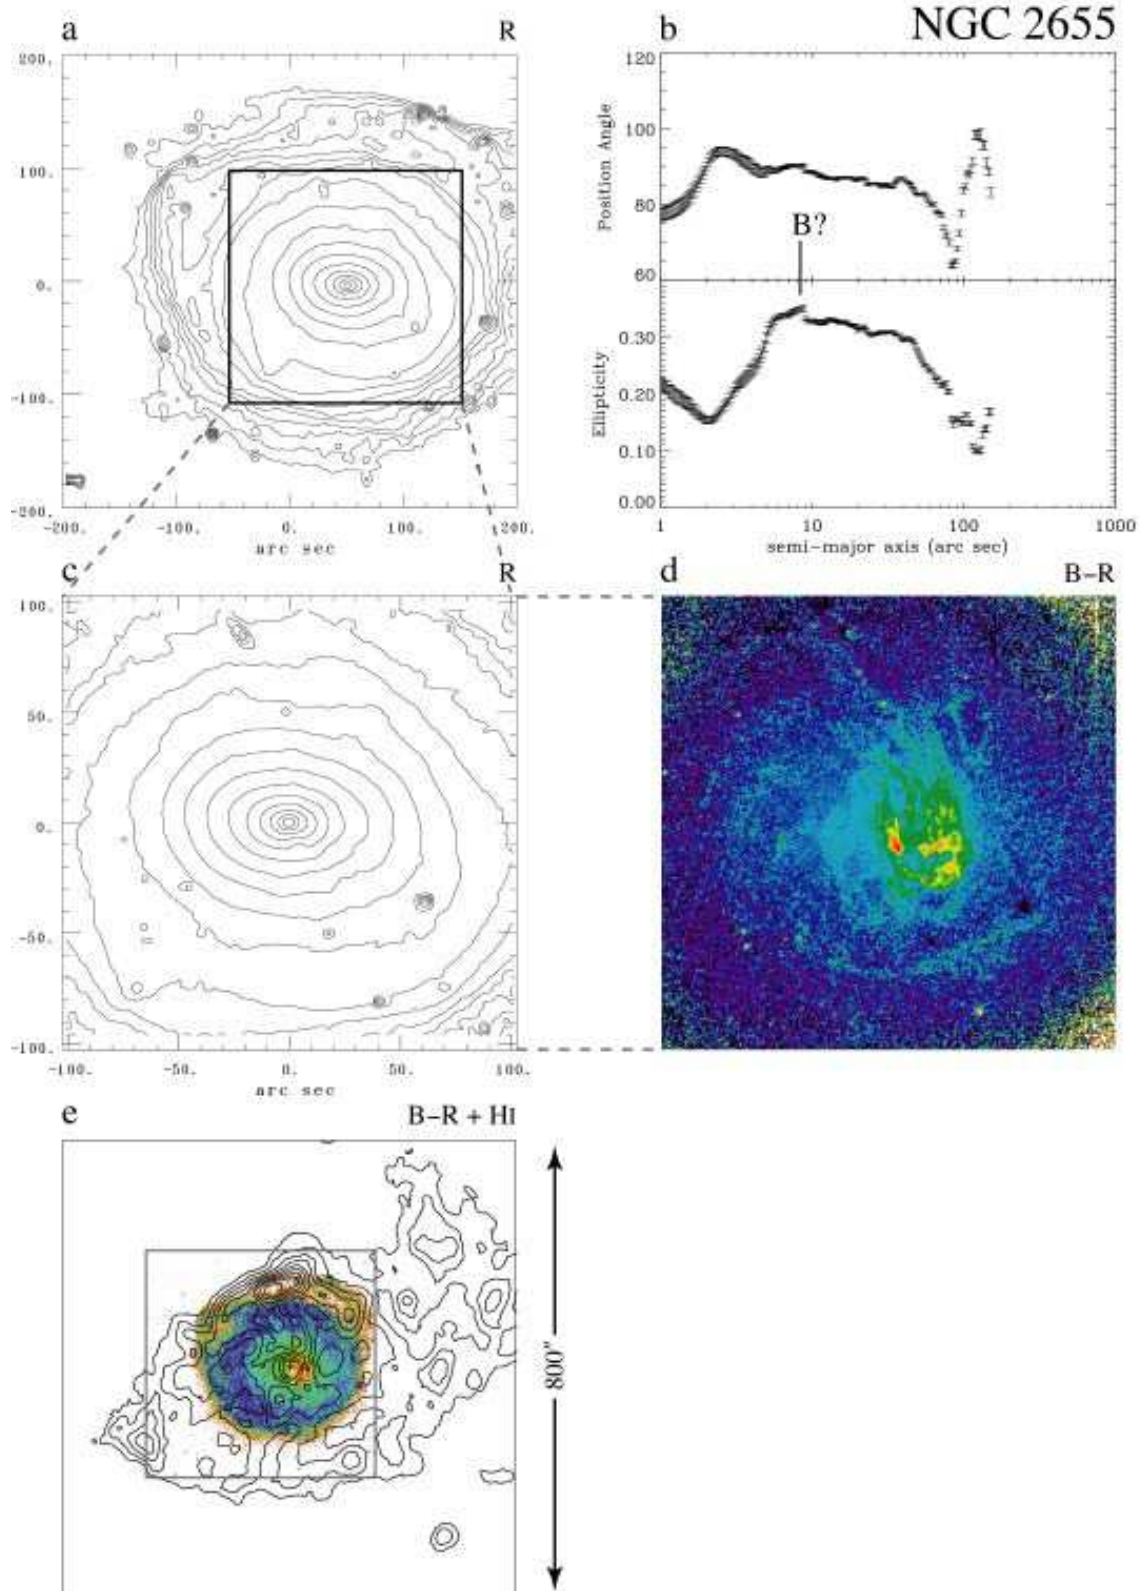 NGC 2655
a R
200.
100.
0.
-100.
-200.
-200. -100. 0. 100. 200.
arc sec
b
120
100
80
60
Position Angle
B?
0.30
0.20
0.10
0.00
Ellipticity
1 10 100 1000
semi-major axis (arc sec)
c R
100.
50.
0.
-50.
-100.
-100. -50. 0. 50. 100.
arc sec
d B-R
e B-R + HI
800"